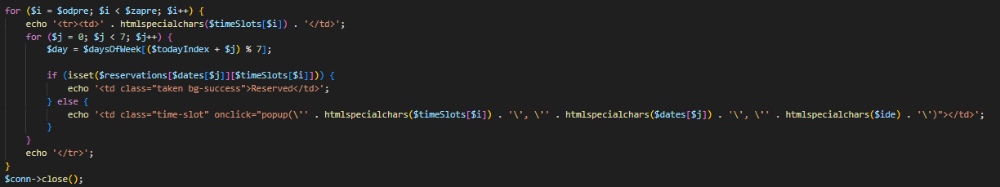 for ($i = $odpre; $i < $zapre; $i++) {
    echo '<tr><td>' . htmlspecialchars($timeSlots[$i]) . '</td>';
    for ($j = 0; $j < 7; $j++) {
        $day = $daysOfWeek[($todayIndex + $j) % 7];

        if (isset($reservations[$dates[$j]][$timeSlots[$i]])) {
            echo '<td class="taken bg-success">Reserved</td>';
        } else {
            echo '<td class="time-slot" onclick="popup(\'' . htmlspecialchars($timeSlots[$i]) . '\', \'' . htmlspecialchars($dates[$j]) . '\', \'' . htmlspecialchars($ide) . '\')"></td>';
        }
    }
    echo '</tr>';
}
$conn->close();